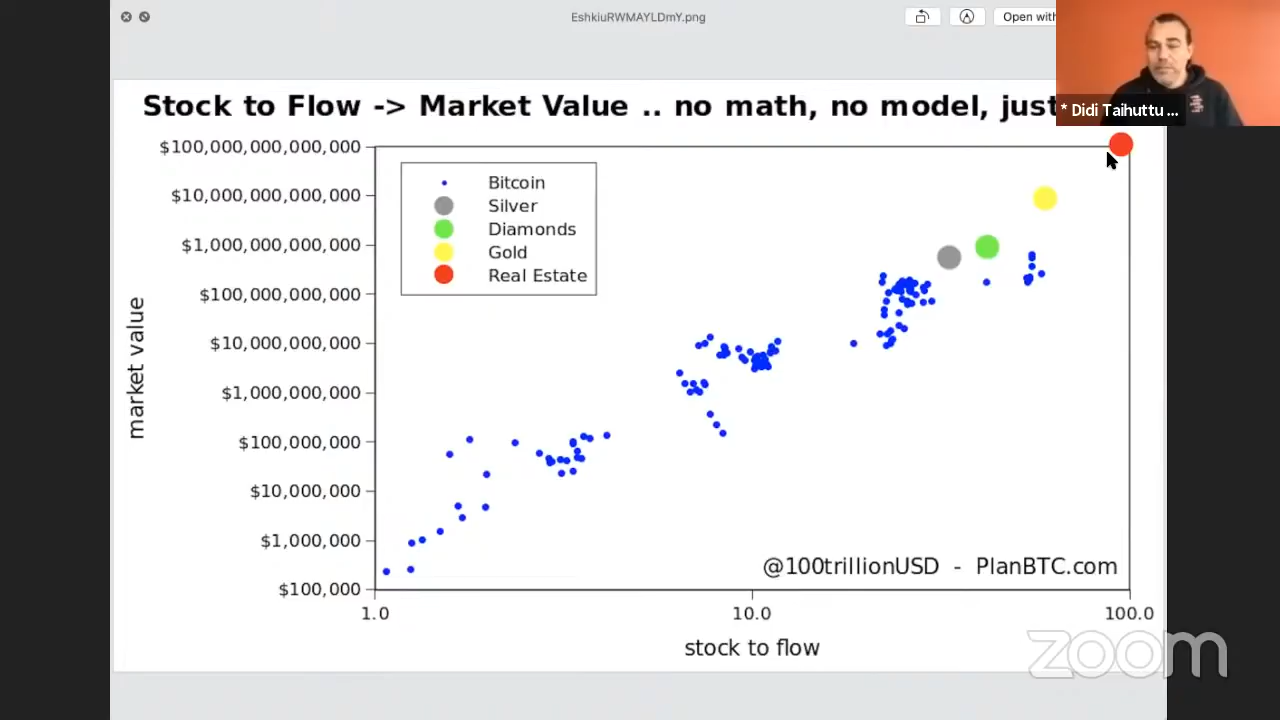 EshkiuRWMAYLDmY.png
Open with
* Didi Taihuttu ...
Stock to Flow -> Market Value .. no math, no model, just
$100,000,000,000,000
$10,000,000,000,000
$1,000,000,000,000
$100,000,000,000
$10,000,000,000
$1,000,000,000
$100,000,000
$10,000,000
$1,000,000
$100,000
market value
Bitcoin
Silver
Diamonds
Gold
Real Estate
@100trillionUSD - PlanBTC.com
1.0
10.0
100.0
stock to flow
zoom